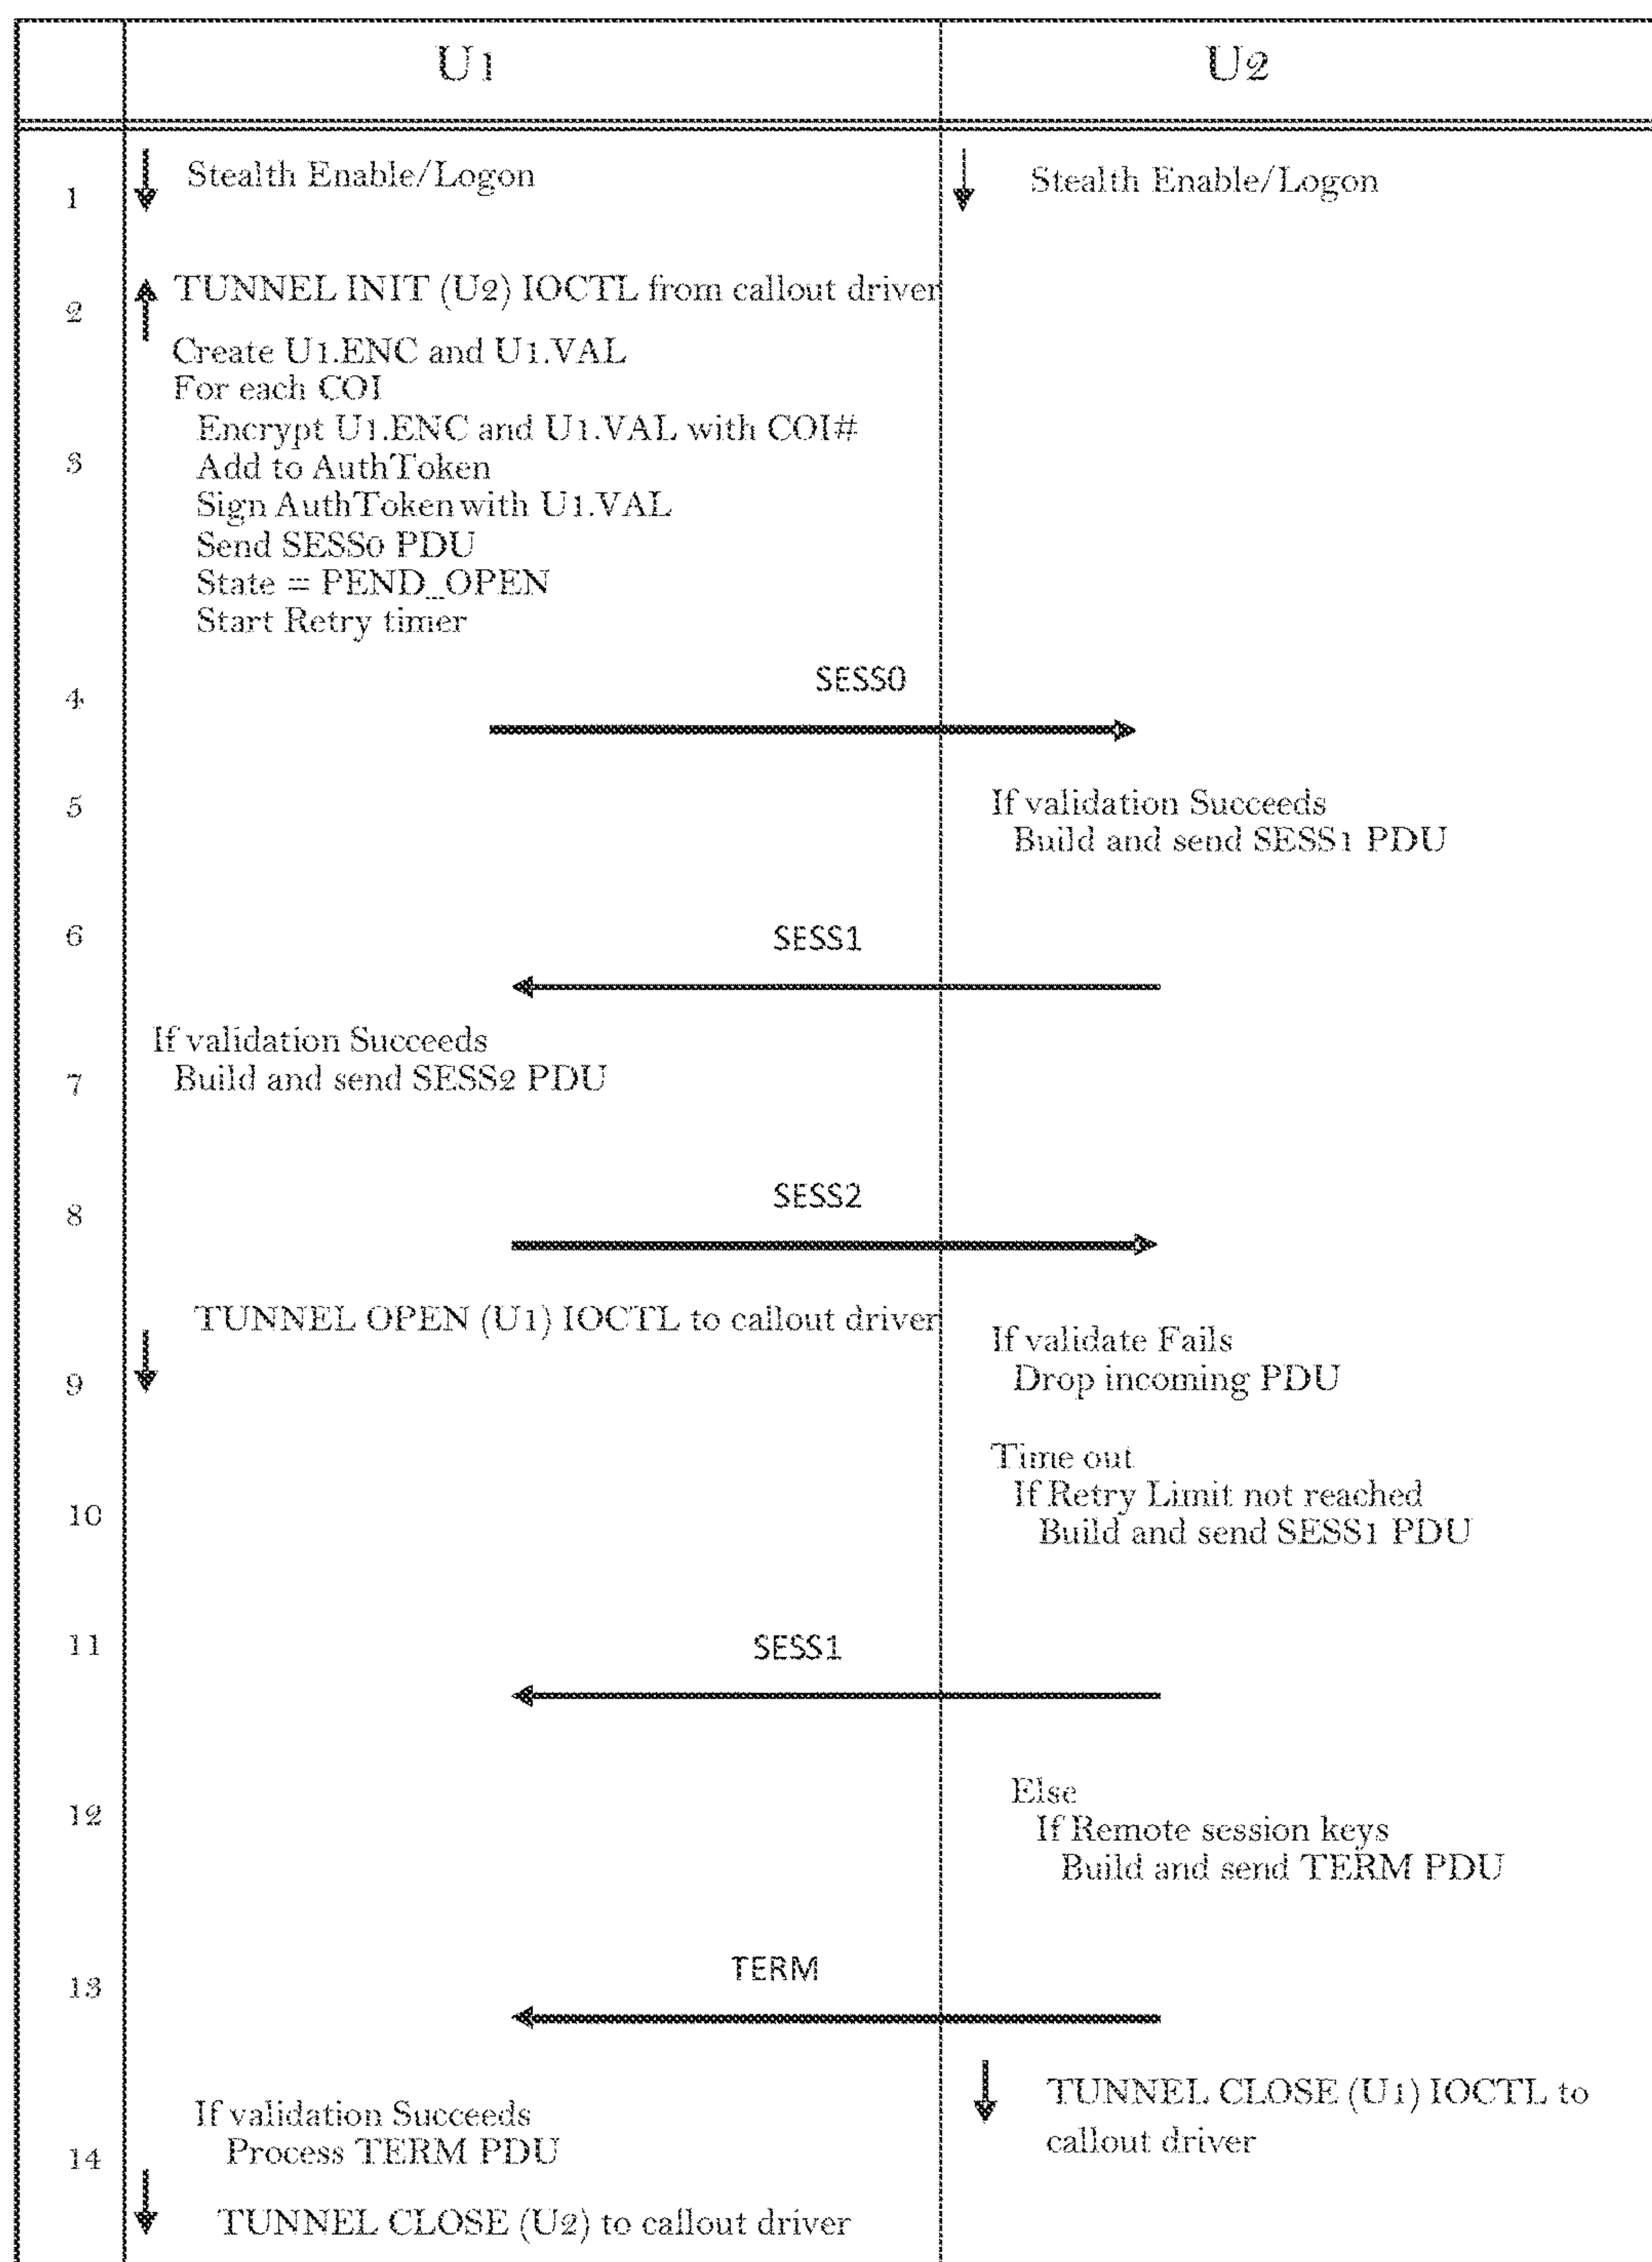 U1 U2
1 Stealth Enable/Logon Stealth Enable/Logon
2 TUNNEL INIT (U2) IOCTL from callout driver
Create U1.ENC and U1.VAL
For each COI
Encrypt U1.ENC and U1.VAL with COI#
3 Add to AuthToken
Sign AuthToken with U1.VAL
Send SESS0 PDU
State = PEND_OPEN
Start Retry timer
4 SESS0
5 If validation Succeeds
Build and send SESS1 PDU
6 SESS1
If validation Succeeds
7 Build and send SESS2 PDU
8 SESS2
TUNNEL OPEN (U1) IOCTL to callout driver
If validate Fails
9 Drop incoming PDU
Time out
If Retry Limit not reached
10 Build and send SESS1 PDU
11 SESS1
Else
12 If Remote session keys
Build and send TERM PDU
13 TERM
TUNNEL CLOSE (U1) IOCTL to
callout driver
If validation Succeeds
14 Process TERM PDU
TUNNEL CLOSE (U2) to callout driver